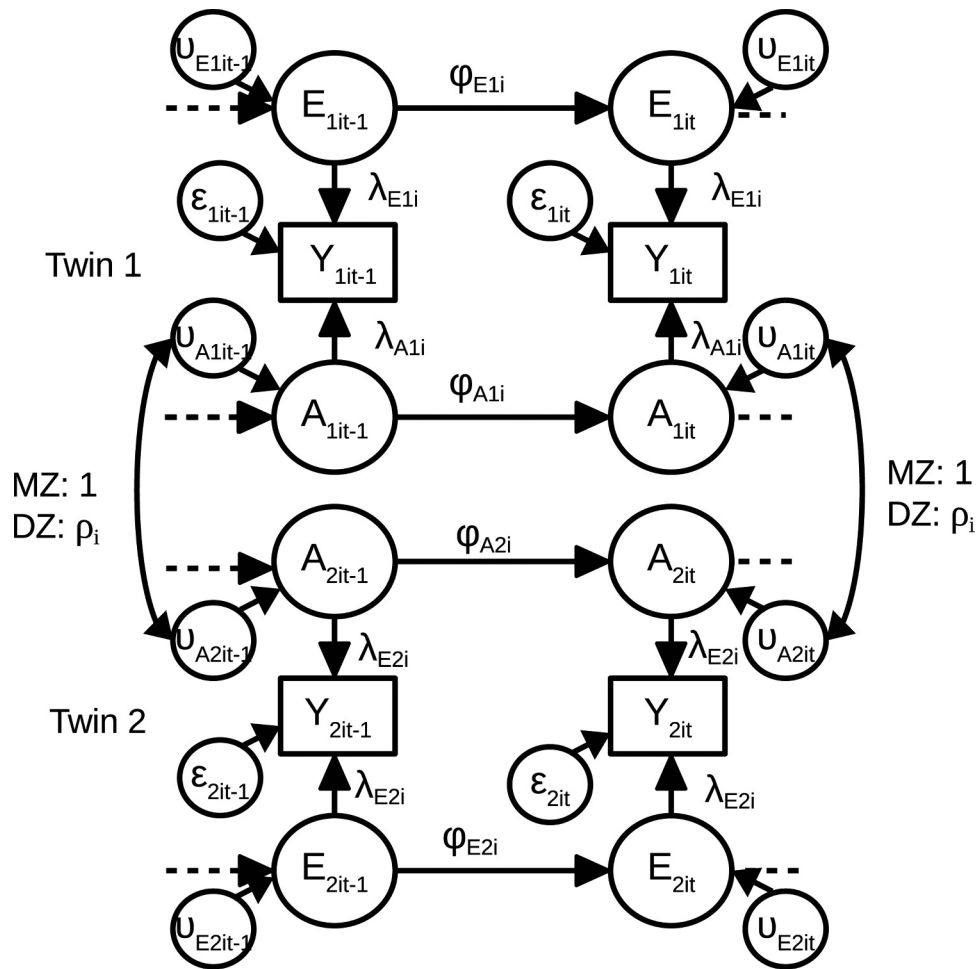 υE1it-1
υE1it
E1it-1
φE1i
E1it
λE1i
λE1i
ε1it-1
ε1it
Twin 1
Y1it-1
Y1it
υA1it-1
λA1i
λA1i
υA1it
φA1i
A1it-1
A1it
MZ: 1
DZ: ρi
MZ: 1
DZ: ρi
φA2i
A2it-1
A2it
υA2it-1
υA2it
λE2i
λE2i
Twin 2
Y2it-1
Y2it
ε2it-1
ε2it
λE2i
λE2i
φE2i
E2it-1
E2it
υE2it-1
υE2it